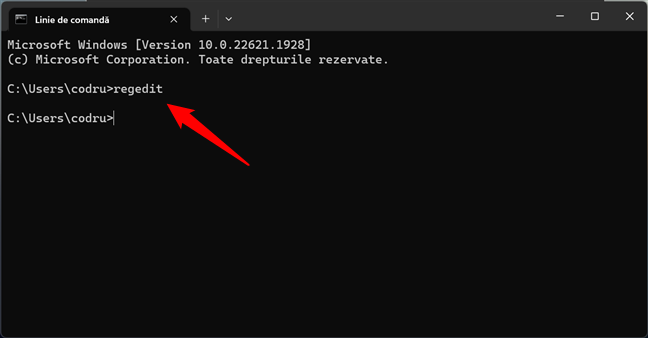 Linie de comandă
Microsoft Windows [Version 10.0.22621.1928]
(c) Microsoft Corporation. Toate drepturile rezervate.
C:\Users\codru>regedit
C:\Users\codru>